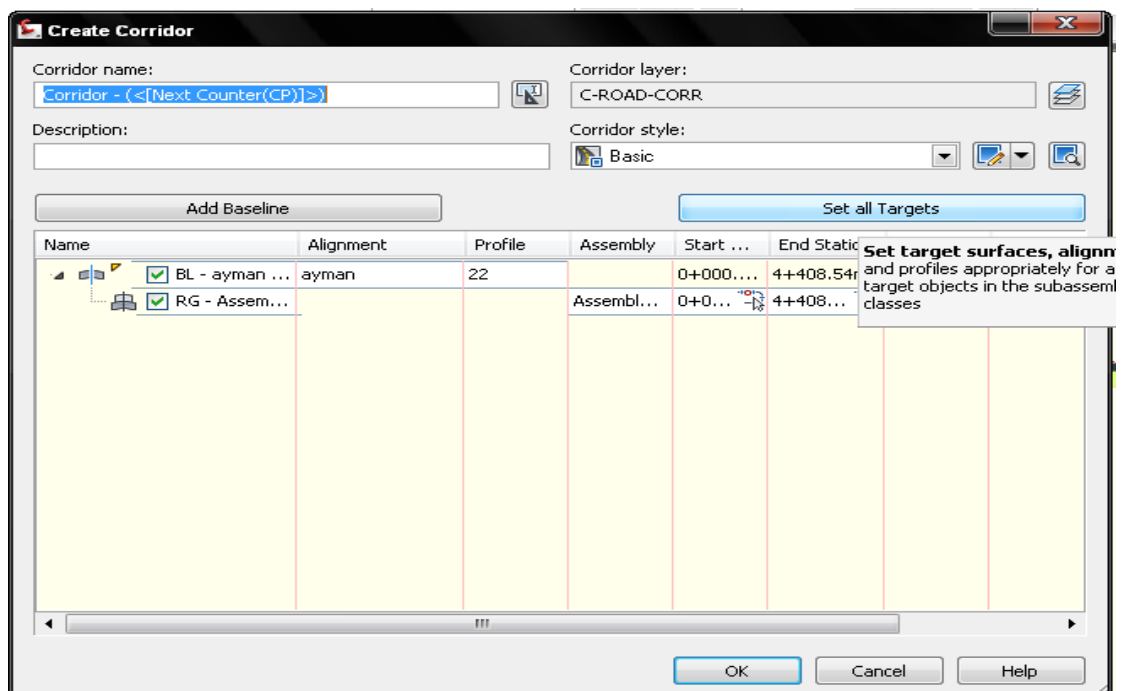 Create Corridor
Corridor name:
Corridor layer:
Corridor - (<[Next Counter(CP)]>)
C-ROAD-CORR
Description:
Corridor style:
Basic
Add Baseline
Set all Targets
Name Alignment Profile Assembly Start ... End Static
BL - ayman ... ayman 22 0+000.... 4+408.54m
RG - Assem... Assembl... 0+0... 4+408...
Set target surfaces, alignm
and profiles appropriately for a
target objects in the subassem
classes
OK Cancel Help